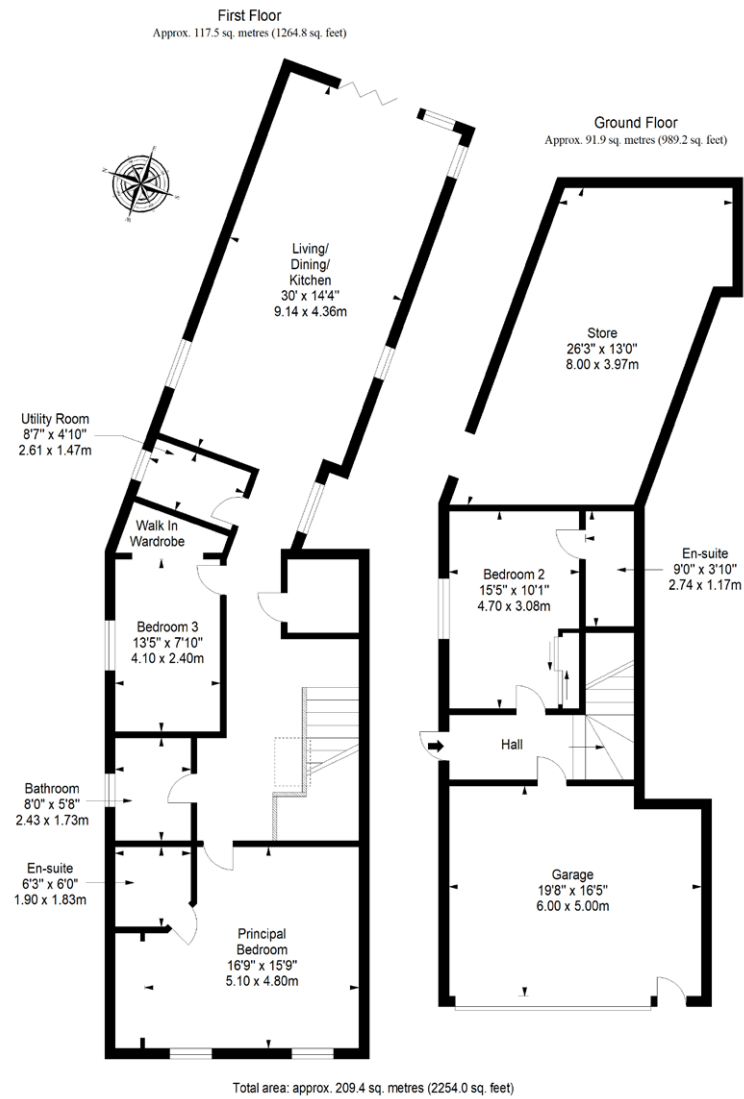 First Floor
Approx. 117.5 sq. metres (1264.8 sq. feet)
Living/
Dining/
Kitchen
30' x 14'4"
9.14 x 4.36m
Utility Room
8'7" x 4'10"
2.61 x 1.47m
Walk In
Wardrobe
Bedroom 3
13'5" x 7'10"
4.10 x 2.40m
Bathroom
8'0" x 5'8"
2.43 x 1.73m
En-suite
6'3" x 6'0"
1.90 x 1.83m
Principal
Bedroom
16'9" x 15'9"
5.10 x 4.80m
Ground Floor
Approx. 91.9 sq. metres (989.2 sq. feet)
Store
26'3" x 13'0"
8.00 x 3.97m
Bedroom 2
15'5" x 10'1"
4.70 x 3.08m
En-suite
9'0" x 3'10"
2.74 x 1.17m
Hall
Garage
19'8" x 16'5"
6.00 x 5.00m
Total area: approx. 209.4 sq. metres (2254.0 sq. feet)